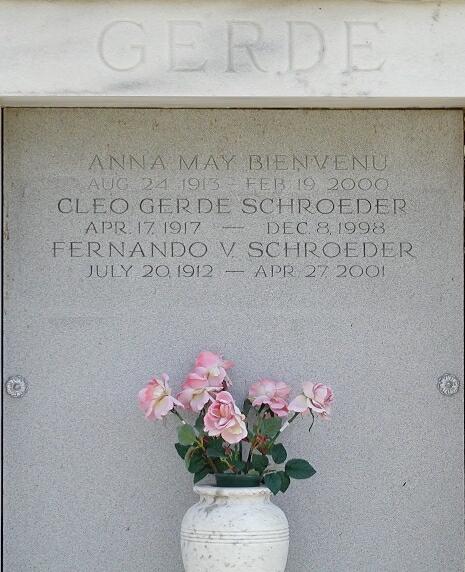 GERDE
ANNA MAY BIENVENU
AUG. 24 1913 - FEB. 19, 2000
CLEO GERDE SCHROEDER
APR. 17, 1917 — DEC. 8, 1998
FERNANDO V. SCHROEDER
JULY 20, 1912 — APR. 27, 2001